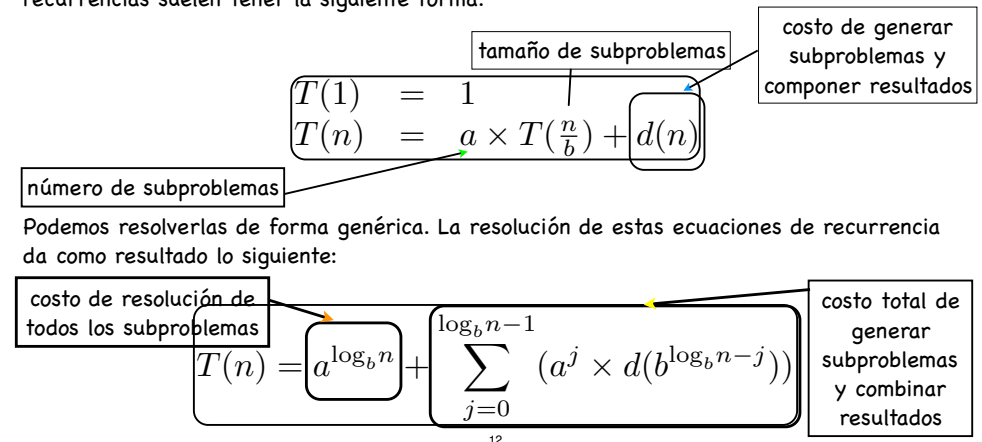 recurrencias suelen tener la siguiente forma:
costo de generar
subproblemas y
componer resultados
tamaño de subproblemas
T(1) = 1
T(n) = a × T(n/b) + d(n)
número de subproblemas
Podemos resolverlas de forma genérica. La resolución de estas ecuaciones de recurrencia
da como resultado lo siguiente:
costo de resolución de
todos los subproblemas
T(n) = a^{log_b n} + \sum_{j=0}^{log_b n-1} (a^j × d(b^{log_b n-j}))
costo total de
generar
subproblemas
y combinar
resultados
12